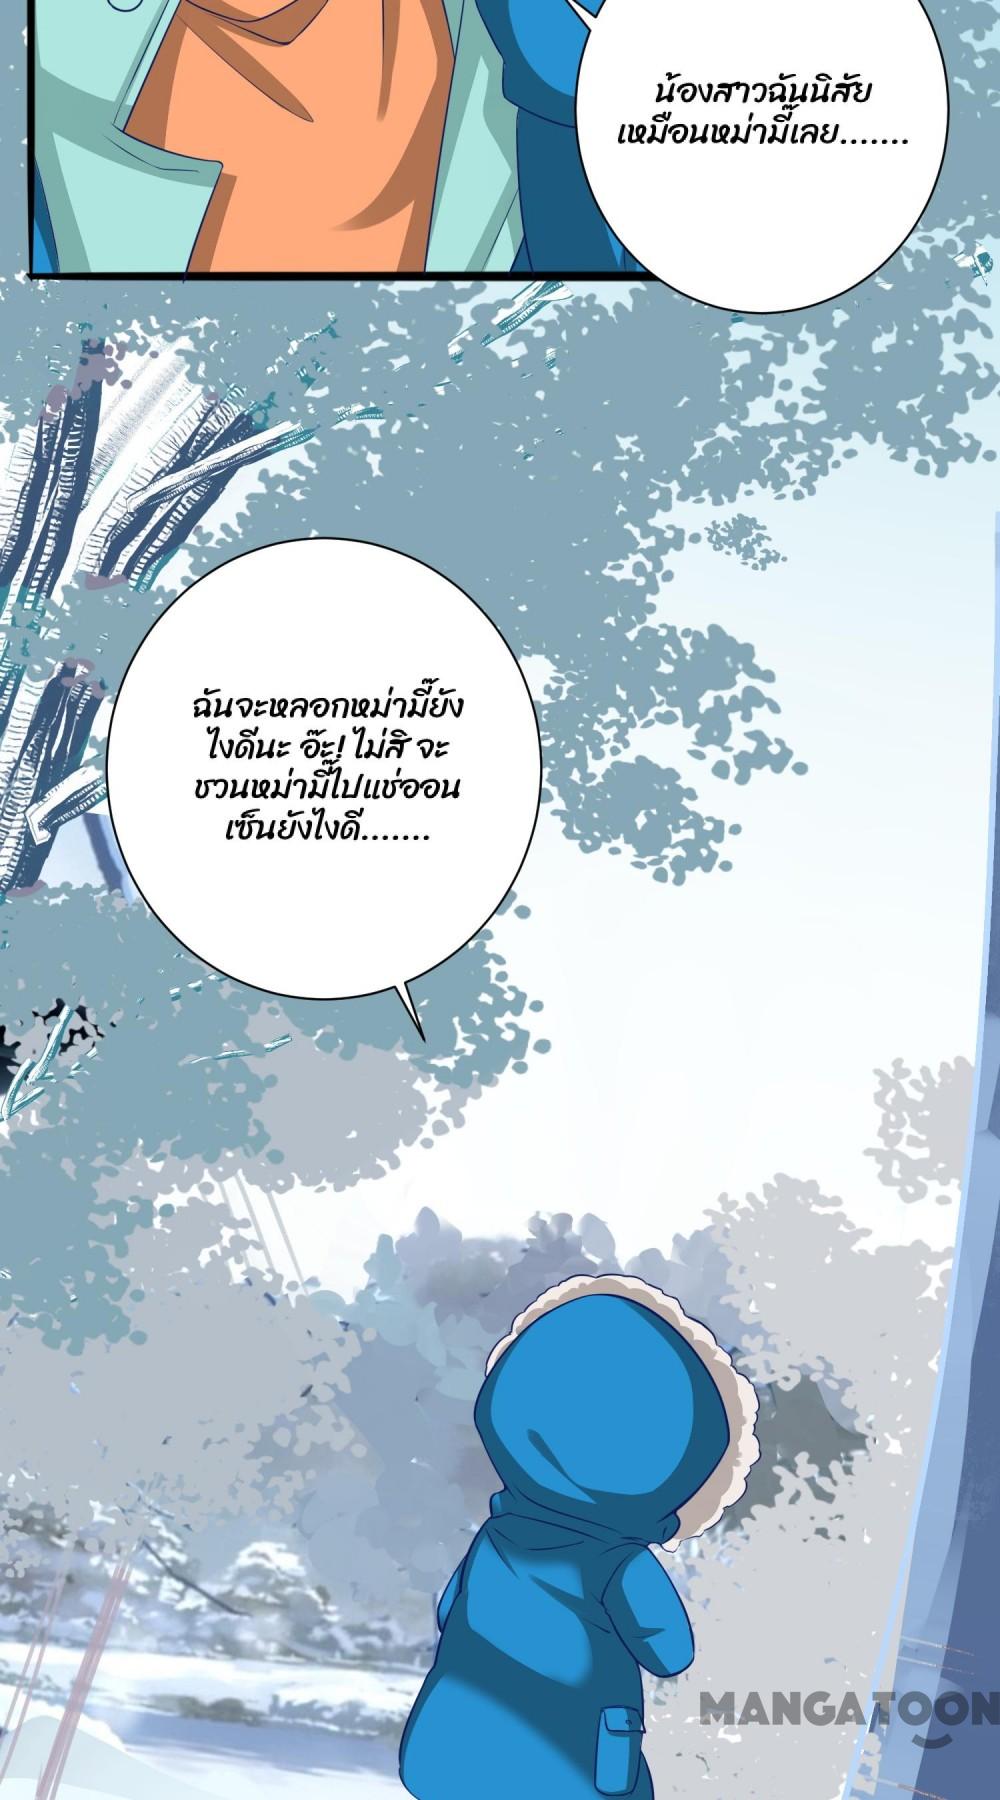 น้องสาวฉันนิสัย
เหมือนหม่ามี๊เลย.......
ฉันจะหลอกหม่ามี๊ยัง
ไงดีนะ อ๊ะ! ไม่สิ จะ
ชวนหม่ามี๊ไปแช่ออน
เซ็นยังไงดี.......
MANGATOON